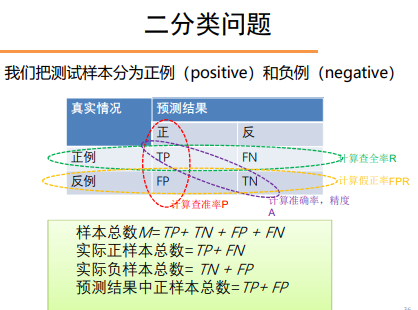 二分类问题
我们把测试样本分为正例（positive）和负例（negative）
真实情况 预测结果
正 反
正例 TP FN 计算查全率R
反例 FP TN 计算假正率FPR
计算查准率P 计算准确率，精度
A
样本总数M=TP+ TN + FP + FN
实际正样本总数=TP+ FN
实际负样本总数= TN + FP
预测结果中正样本总数=TP+ FP